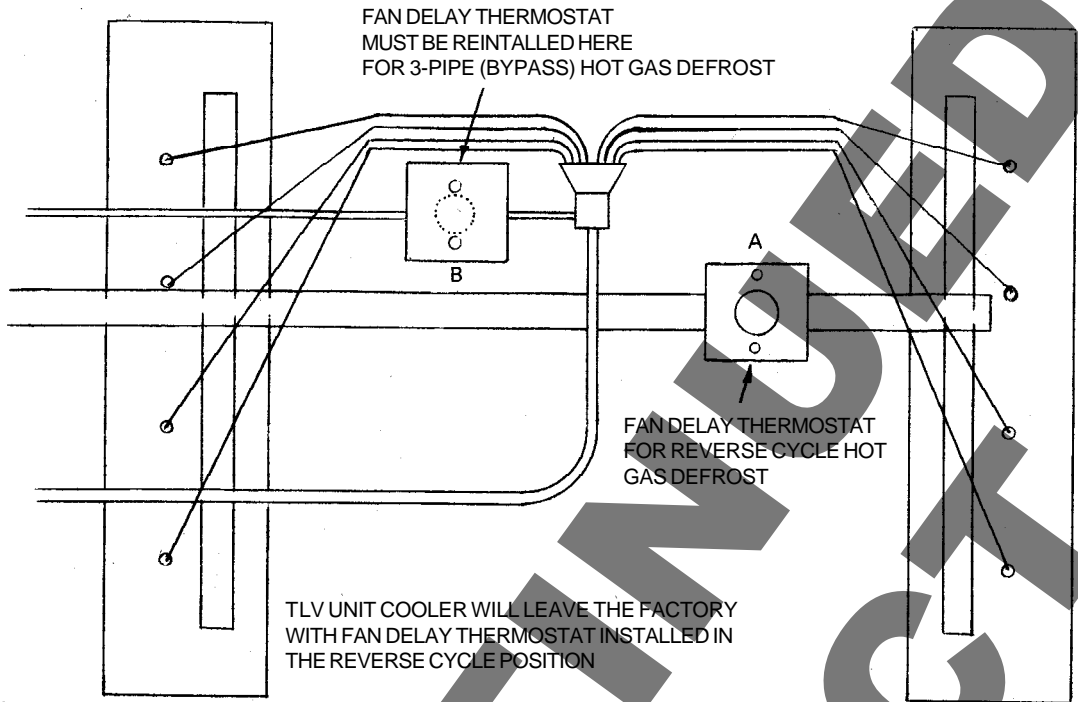 FAN DELAY THERMOSTAT
MUST BE REINTALLED HERE
FOR 3-PIPE (BYPASS) HOT GAS DEFROST
B
A
FAN DELAY THERMOSTAT
FOR REVERSE CYCLE HOT
GAS DEFROST
TLV UNIT COOLER WILL LEAVE THE FACTORY
WITH FAN DELAY THERMOSTAT INSTALLED IN
THE REVERSE CYCLE POSITION
TINUED
CT